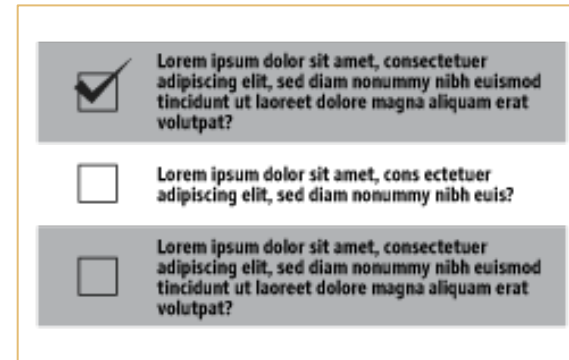 Lorem ipsum dolor sit amet, consectetuer
adipiscing elit, sed diam nonummy nibh euismod
tincidunt ut laoreet dolore magna aliquam erat
volutpat?
Lorem ipsum dolor sit amet, cons ectetuer
adipiscing elit, sed diam nonummy nibh euis?
Lorem ipsum dolor sit amet, consectetuer
adipiscing elit, sed diam nonummy nibh euismod
tincidunt ut laoreet dolore magna aliquam erat
volutpat?